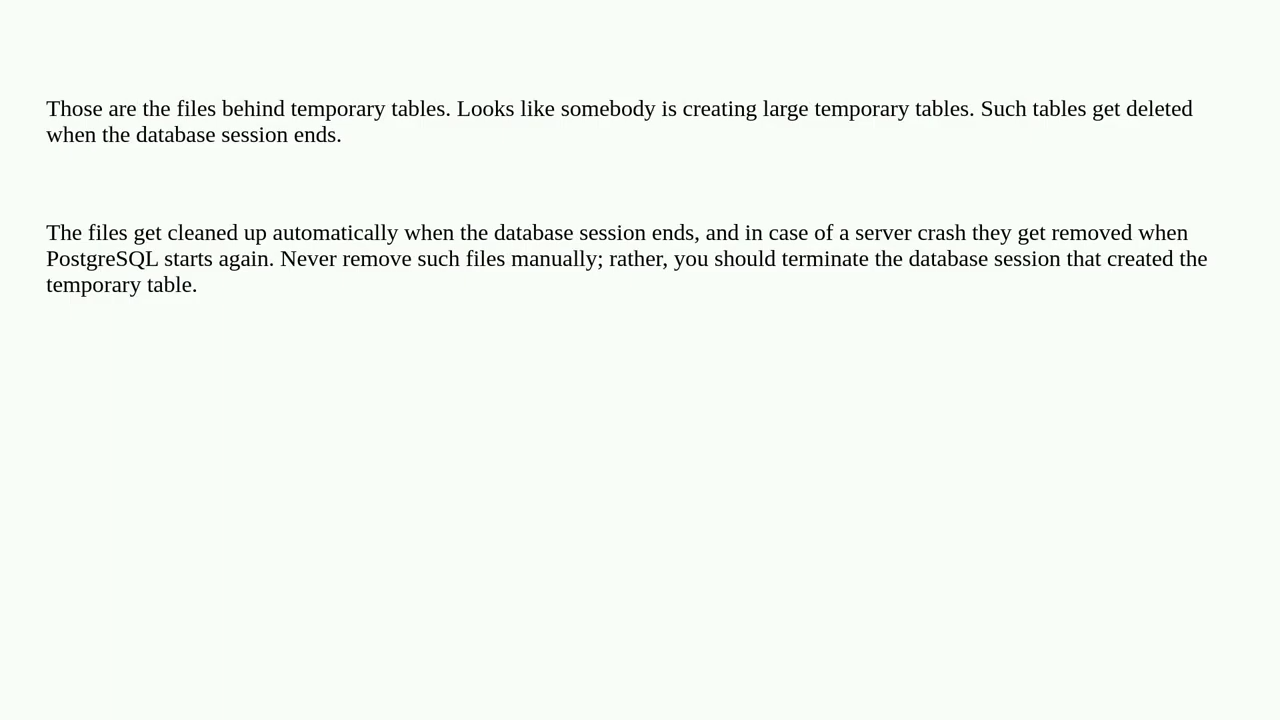 Those are the files behind temporary tables. Looks like somebody is creating large temporary tables. Such tables get deleted
when the database session ends.
The files get cleaned up automatically when the database session ends, and in case of a server crash they get removed when
PostgreSQL starts again. Never remove such files manually; rather, you should terminate the database session that created the
temporary table.